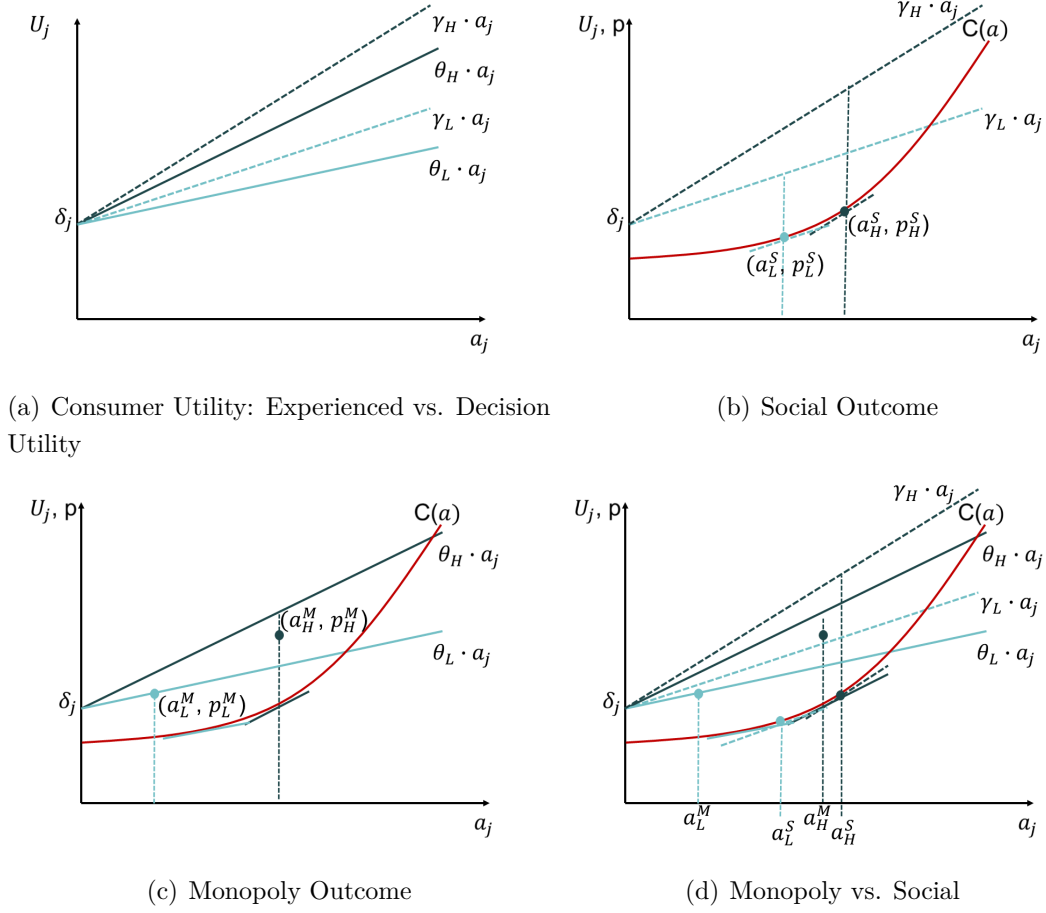 U_j
γ_H · a_j
θ_H · a_j
γ_L · a_j
θ_L · a_j
δ_j
a_j
(a) Consumer Utility: Experienced vs. Decision
Utility
U_j, p
γ_H · a_j
C(a)
γ_L · a_j
δ_j
(a_H^S, p_H^S)
(a_L^S, p_L^S)
a_j
(b) Social Outcome
U_j, p
C(a)
θ_H · a_j
(a_H^M, p_H^M)
θ_L · a_j
δ_j
(a_L^M, p_L^M)
a_j
(c) Monopoly Outcome
U_j, p
γ_H · a_j
C(a)
θ_H · a_j
γ_L · a_j
θ_L · a_j
δ_j
a_L^M
a_L^S
a_H^M
a_H^S
a_j
(d) Monopoly vs. Social